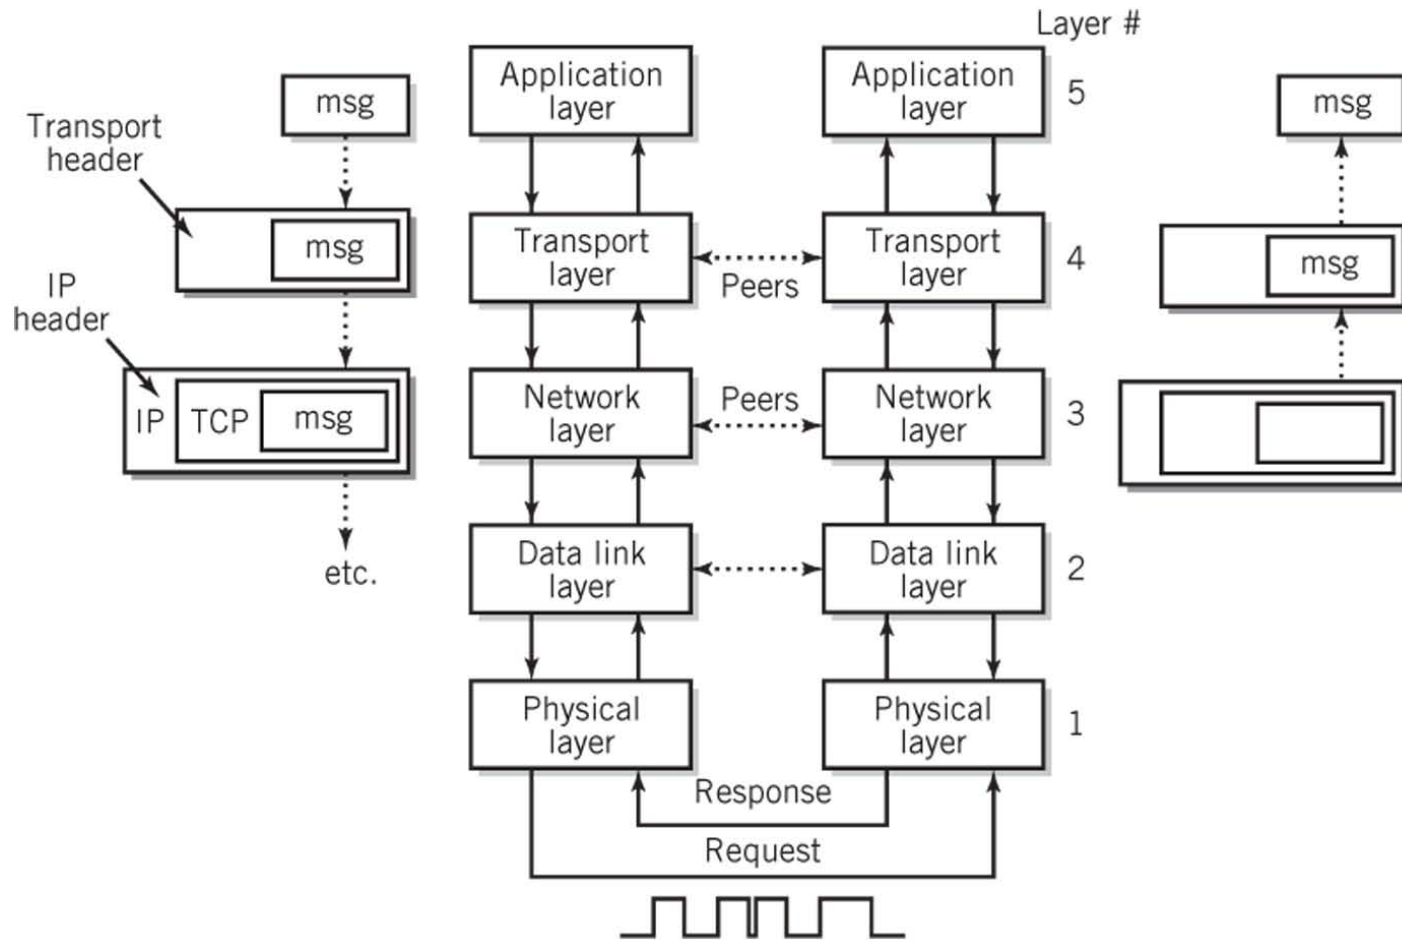 Layer #
Application
layer
Application
layer
5
msg
msg
Transport
header
msg
Transport
layer
Peers
Transport
layer
4
msg
IP
header
IP
TCP
msg
Network
layer
Peers
Network
layer
3
etc.
Data link
layer
Data link
layer
2
Physical
layer
Physical
layer
1
Response
Request